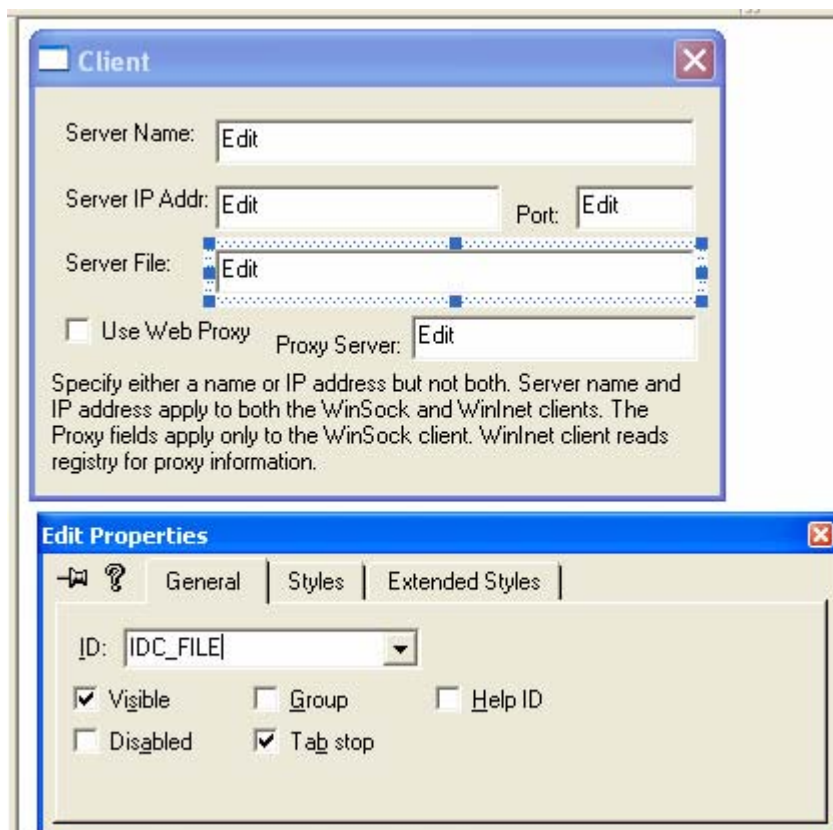 Client
Server Name: Edit
Server IP Addr: Edit Port: Edit
Server File: Edit
Use Web Proxy Proxy Server: Edit
Specify either a name or IP address but not both. Server name and
IP address apply to both the WinSock and WinInet clients. The
Proxy fields apply only to the WinSock client. WinInet client reads
registry for proxy information.
Edit Properties
General Styles Extended Styles
ID: IDC_FILE
Visible Group Help ID
Disabled Tab stop